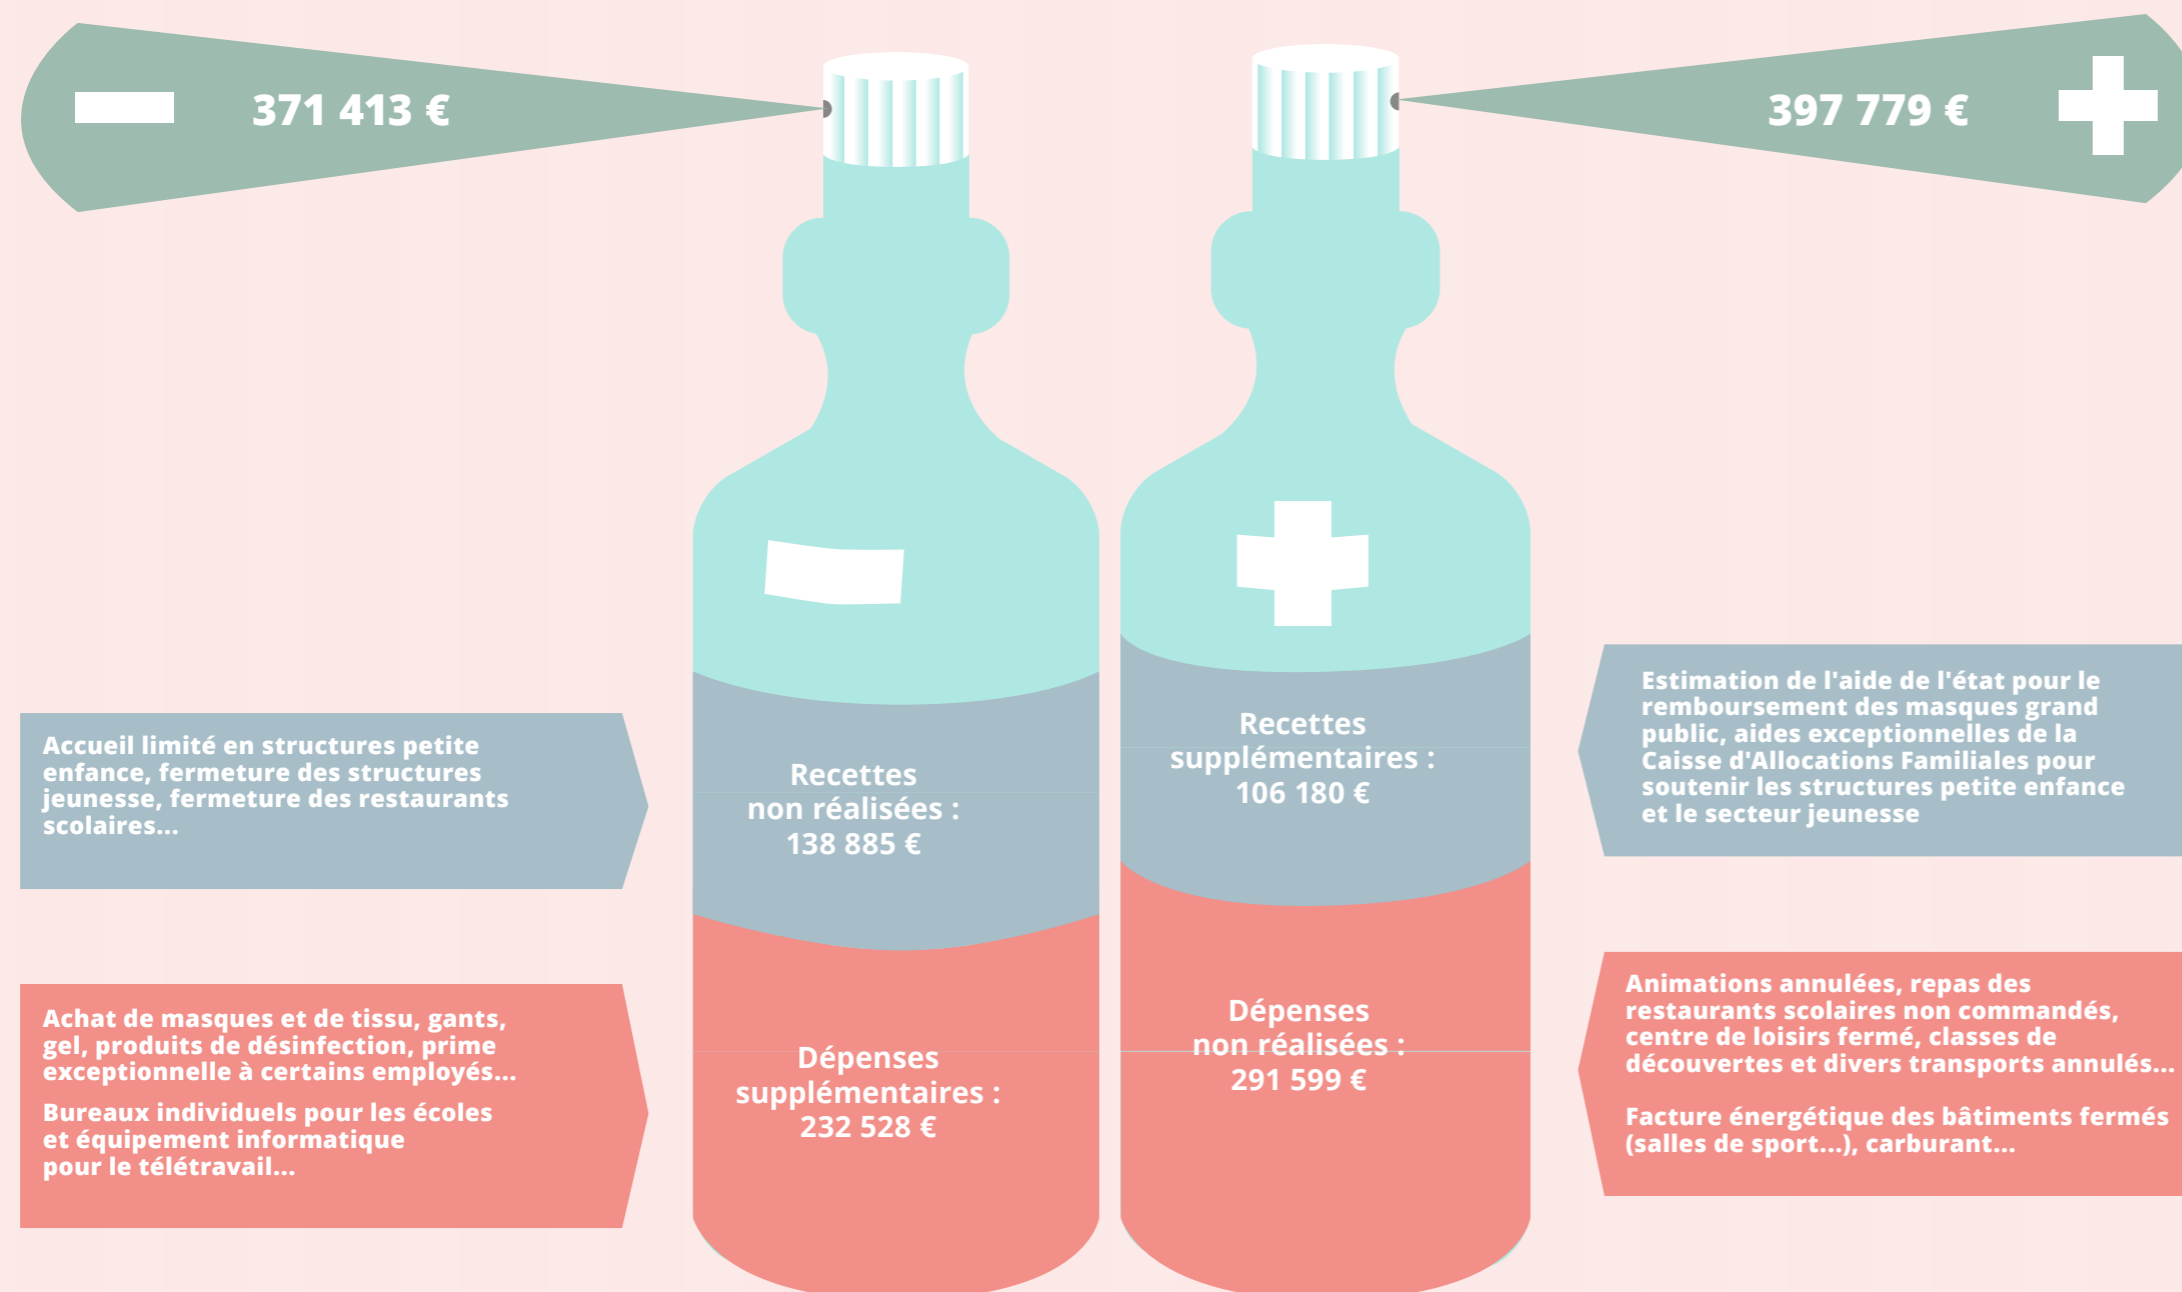 371 413 €
397 779 €
Accueil limité en structures petite
enfance, fermeture des structures
jeunesse, fermeture des restaurants
scolaires...
Recettes
non réalisées :
138 885 €
Recettes
supplémentaires :
106 180 €
Estimation de l'aide de l'état pour le
remboursement des masques grand
public, aides exceptionnelles de la
Caisse d'Allocations Familiales pour
soutenir les structures petite enfance
et le secteur jeunesse
Achat de masques et de tissu, gants,
gel, produits de désinfection, prime
exceptionnelle à certains employés...
Bureaux individuels pour les écoles
et équipement informatique
pour le télétravail...
Dépenses
supplémentaires :
232 528 €
Dépenses
non réalisées :
291 599 €
Animations annulées, repas des
restaurants scolaires non commandés,
centre de loisirs fermé, classes de
découvertes et divers transports annulés...
Facture énergétique des bâtiments fermés
(salles de sport...), carburant...